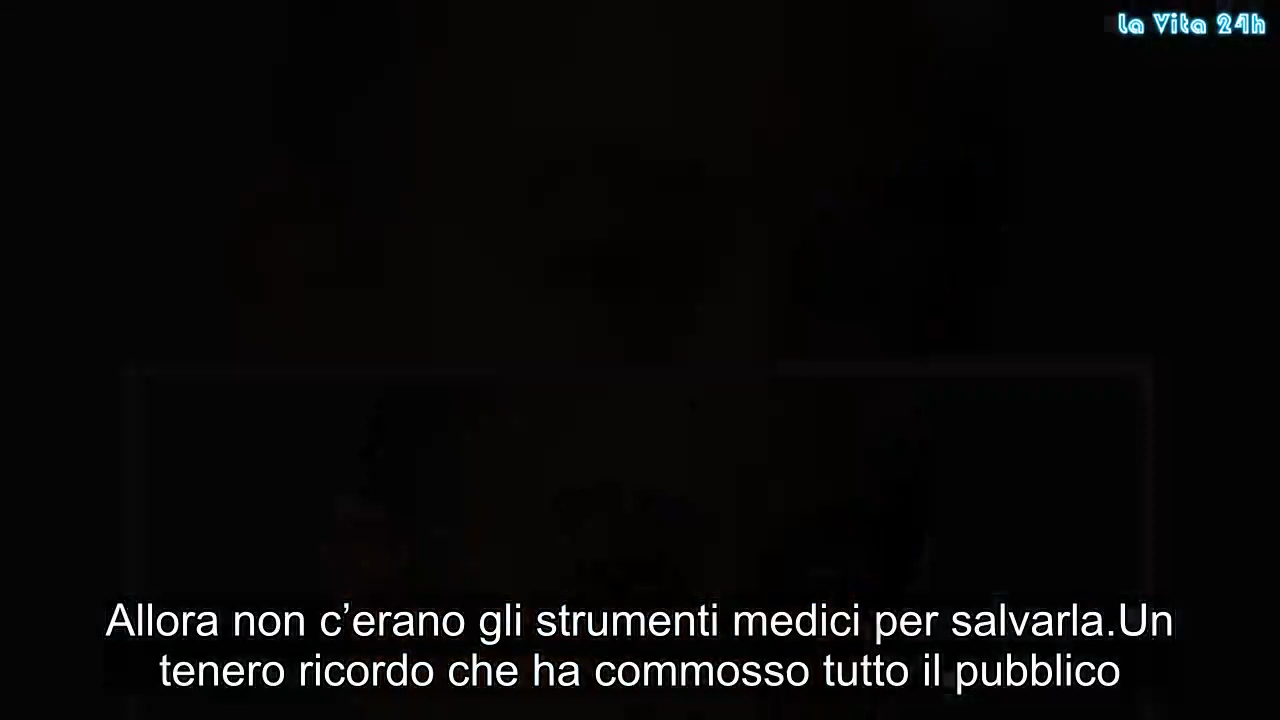 La Vita 24h
Allora non c’erano gli strumenti medici per salvarla.Un
tenero ricordo che ha commosso tutto il pubblico